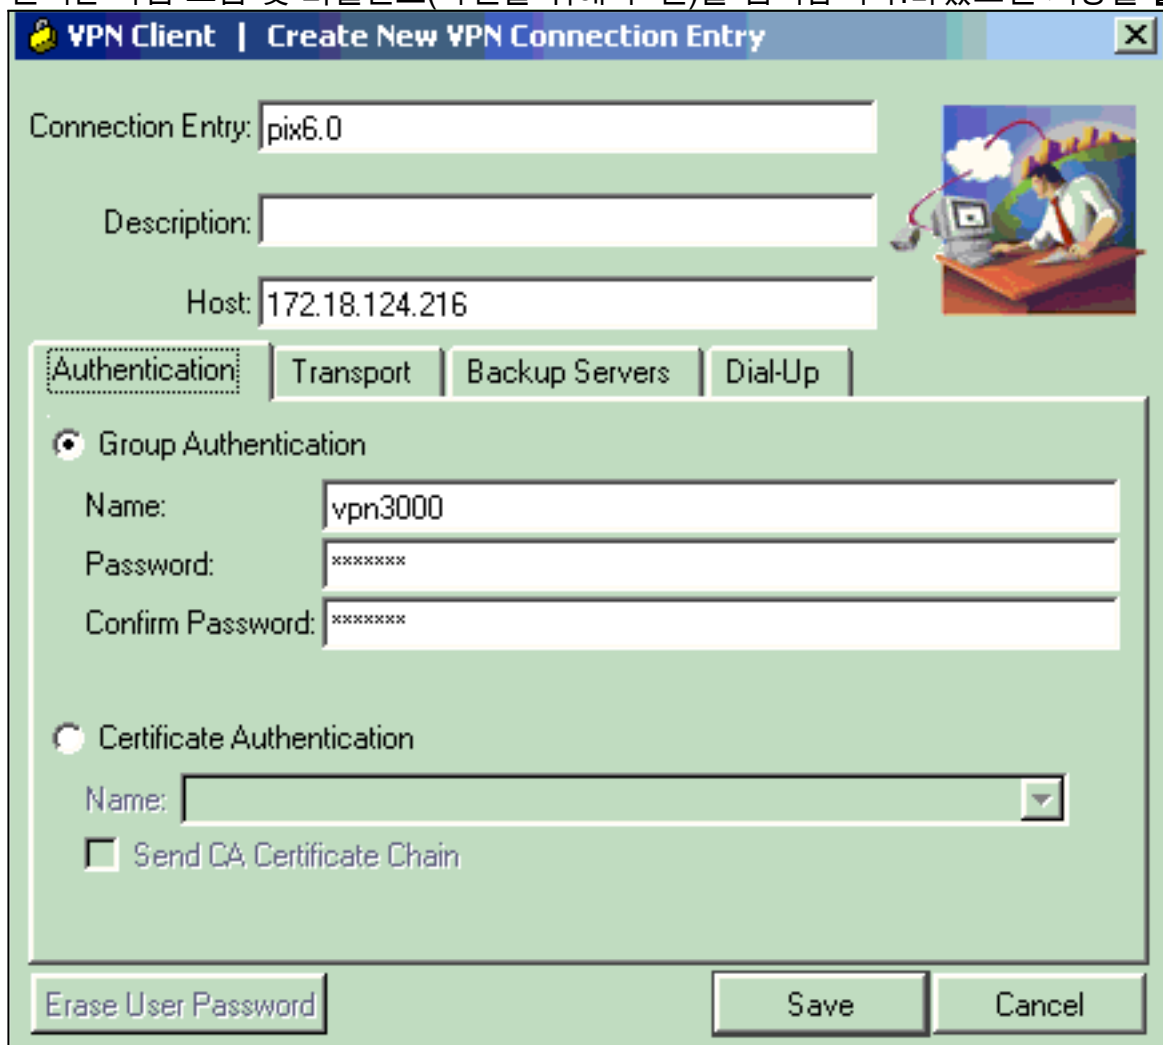 VPN Client | Create New VPN Connection Entry
Connection Entry: pix6.0
Description:
Host: 172.18.124.216
Authentication Transport Backup Servers Dial-Up
Group Authentication
Name: vpn3000
Password: *******
Confirm Password: *******
Certificate Authentication
Name:
Send CA Certificate Chain
Erase User Password Save Cancel